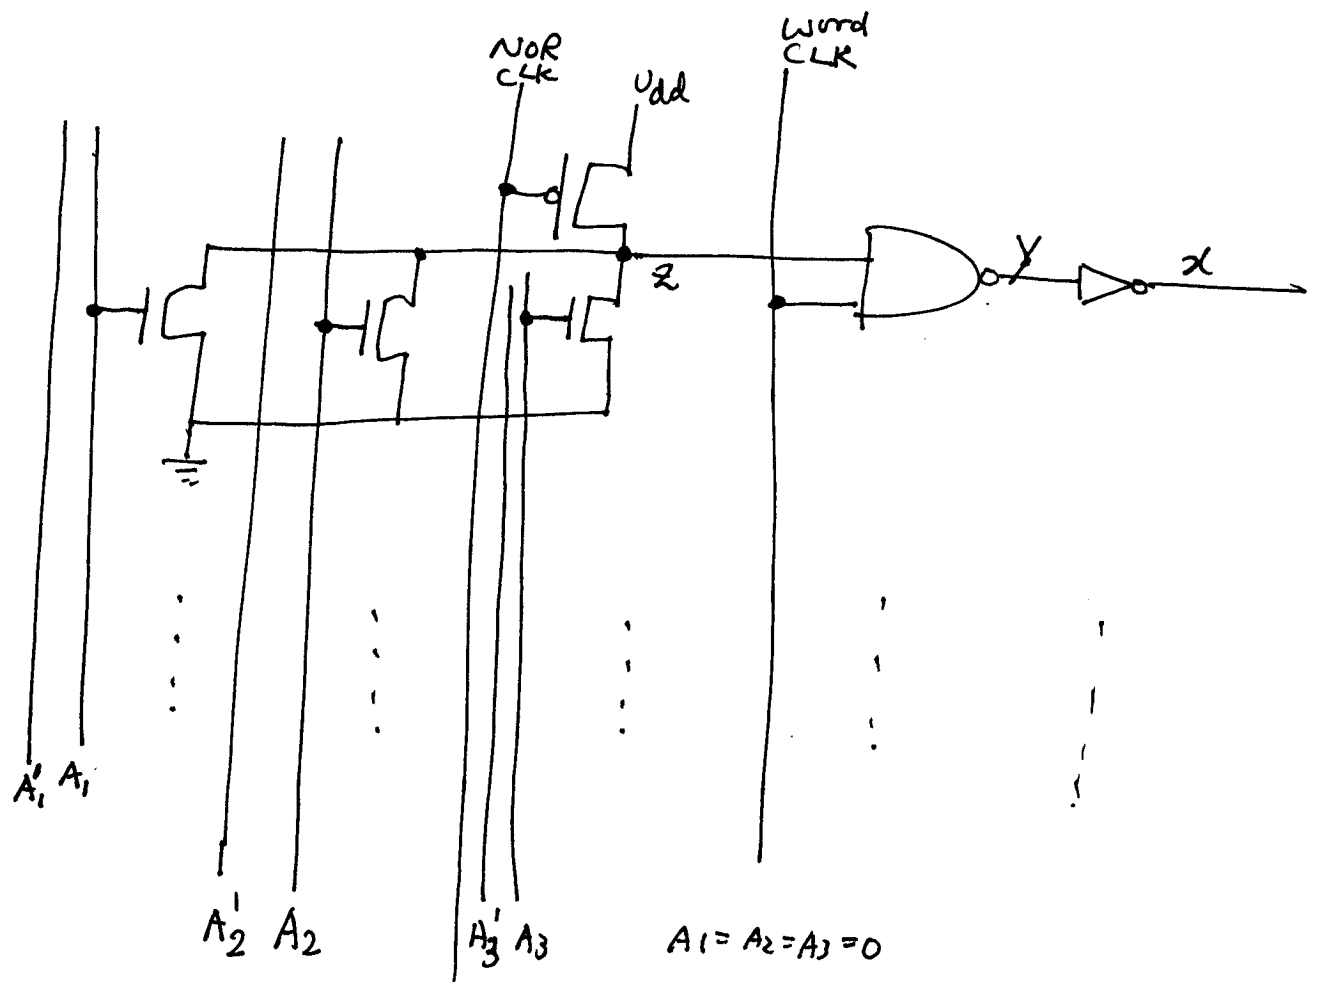 NOR
CLK
Vdd
Word
CLK
Z
Y
x
A1' A1
A2' A2
A3' A3
A1 = A2 = A3 = 0